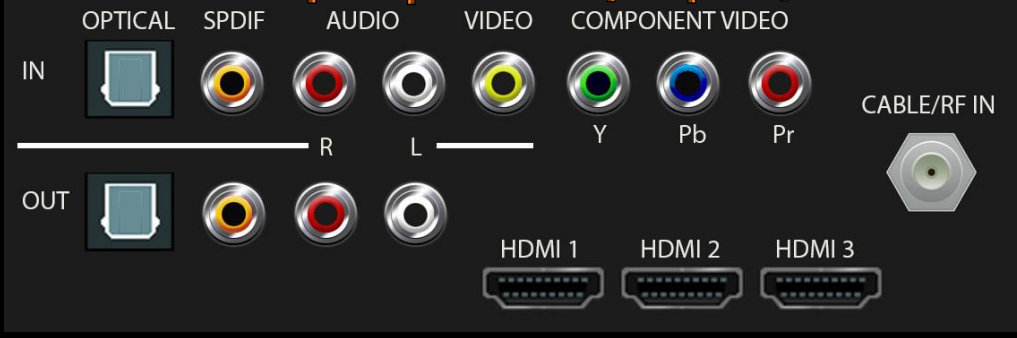 OPTICAL SPDIF AUDIO VIDEO COMPONENT VIDEO
IN
CABLE/RF IN
Y Pb Pr
R L
OUT
HDMI 1 HDMI 2 HDMI 3